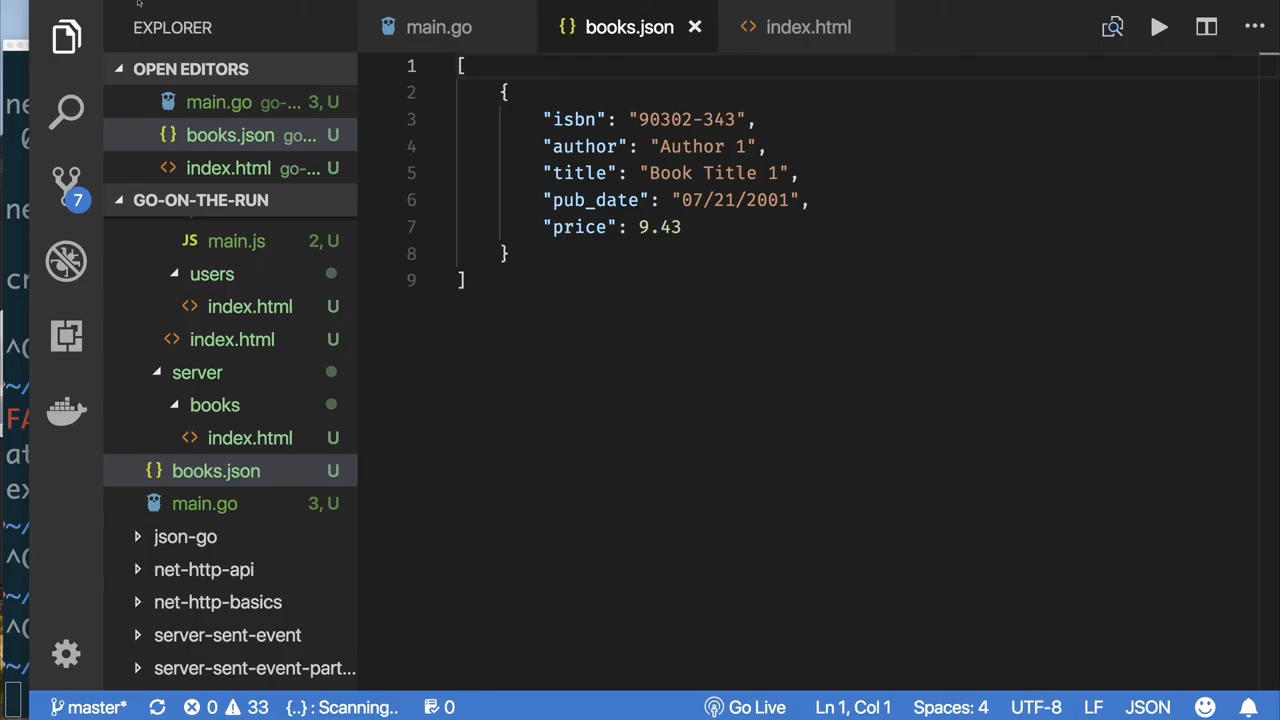 EXPLORER
OPEN EDITORS
main.go go-... 3, U
books.json go... U
index.html go-... U
GO-ON-THE-RUN
7
JS main.js 2, U
users
<> index.html U
<> index.html U
server
books
<> index.html U
{} books.json U
main.go 3, U
json-go
net-http-api
net-http-basics
server-sent-event
server-sent-event-part...
main.go
{} books.json ×
<> index.html
1 [
2 {
3 "isbn": "90302-343",
4 "author": "Author 1",
5 "title": "Book Title 1",
6 "pub_date": "07/21/2001",
7 "price": 9.43
8 }
9 ]
master* 0 33 {..} : Scanning.. 0 Go Live Ln 1, Col 1 Spaces: 4 UTF-8 LF JSON